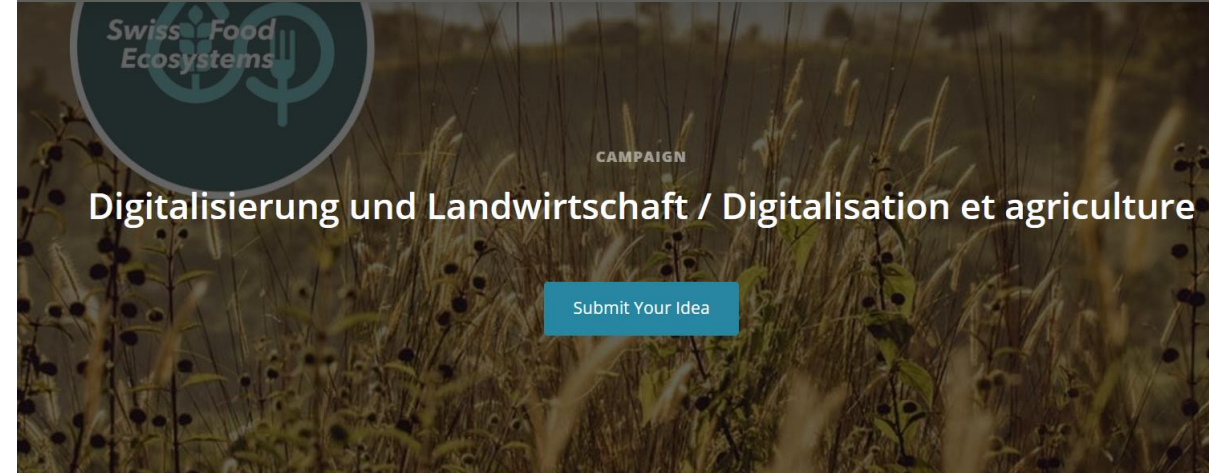 Swiss Food
Ecosystems
CAMPAIGN
Digitalisierung und Landwirtschaft / Digitalisation et agriculture
Submit Your Idea